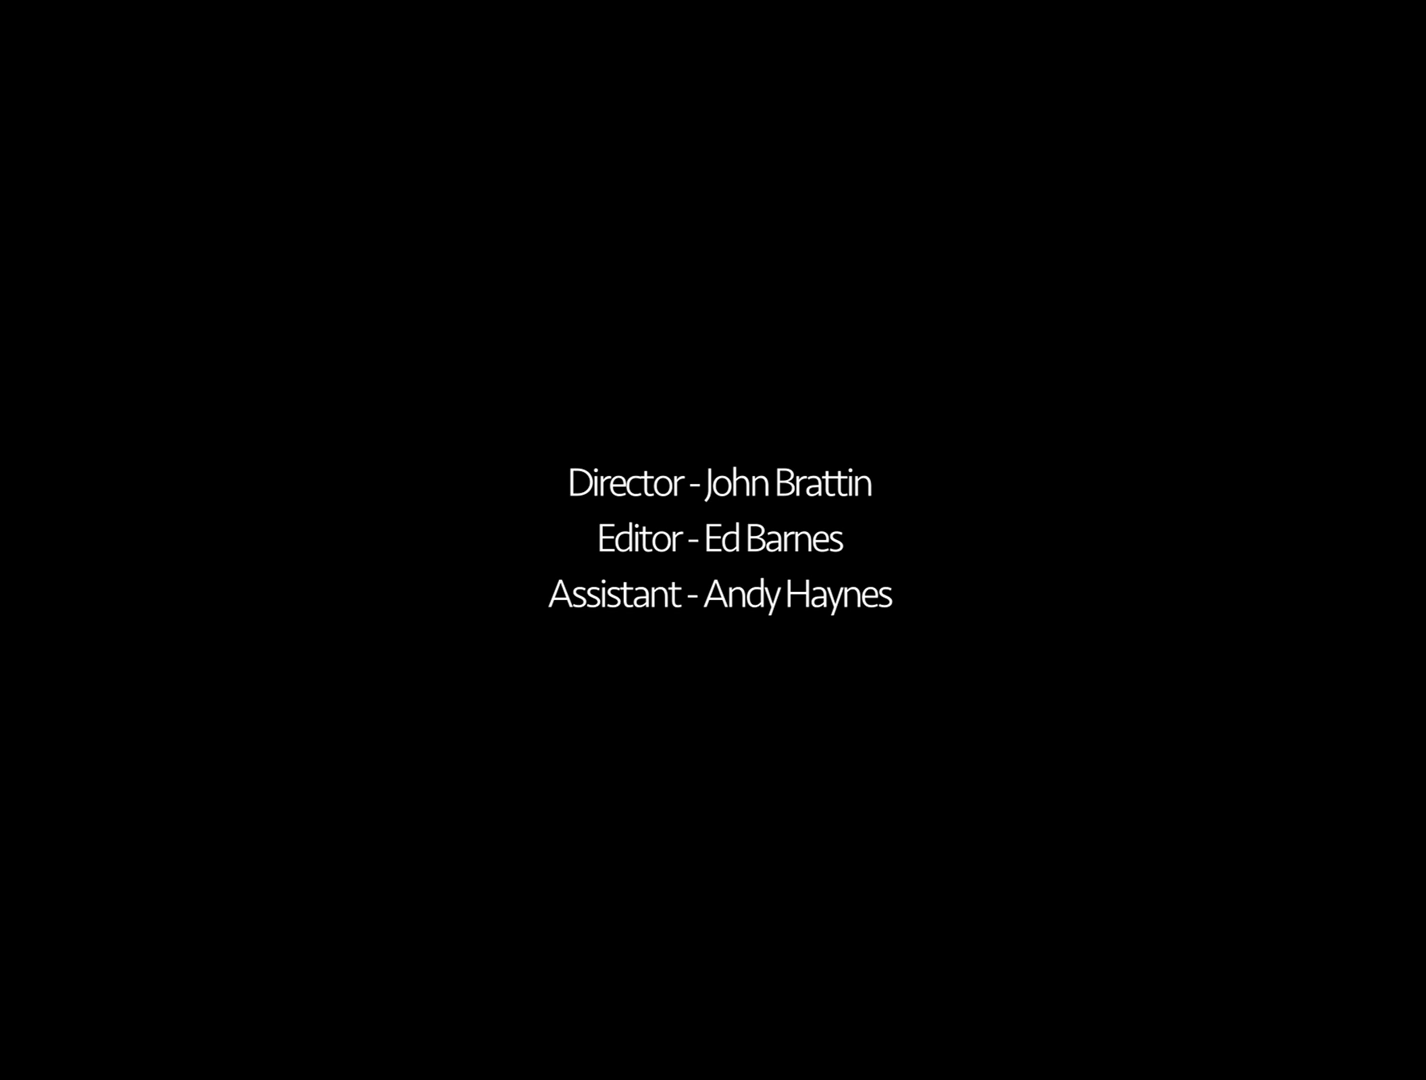 Director - John Brattin
Editor - Ed Barnes
Assistant - Andy Haynes